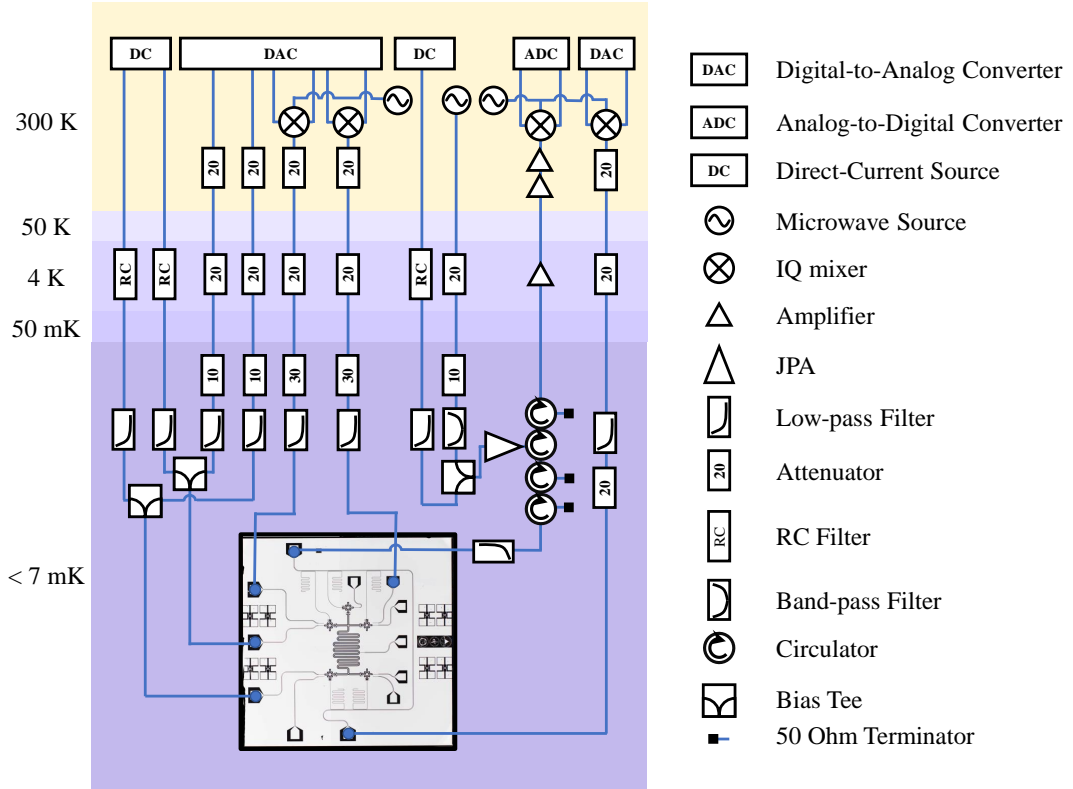 DC DAC DC ADC DAC
300 K
20 20 20 20 20
50 K
4 K
RC RC 20 20 20 20 RC 20 20
50 mK
10 10 30 30 10
20
< 7 mK
DAC Digital-to-Analog Converter
ADC Analog-to-Digital Converter
DC Direct-Current Source
Microwave Source
IQ mixer
Amplifier
JPA
Low-pass Filter
20 Attenuator
RC RC Filter
Band-pass Filter
Circulator
Bias Tee
50 Ohm Terminator